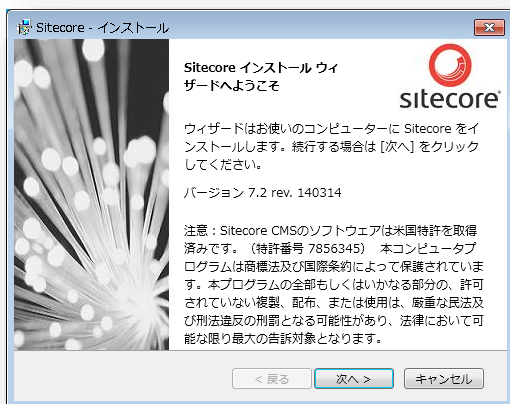 Sitecore - インストール
Sitecore インストール ウィ
ザードへようこそ
sitecore
ウィザードはお使いのコンピューターに Sitecore をイ
ンストールします。続行する場合は [次へ] をクリック
してください。
バージョン 7.2 rev. 140314
注意 : Sitecore CMSのソフトウェアは米国特許を取得
済みです。（特許番号 7856345） 本コンピュータプ
ログラムは商標法及び国際条約によって保護されていま
す。本プログラムの全部もしくはいかなる部分の、許可
されていない複製、配布、または使用は、厳重な民法及
び刑法違反の刑罰となる可能性があり、法律において可
能な限り最大の告訴対象となります。
< 戻る
次へ >
キャンセル